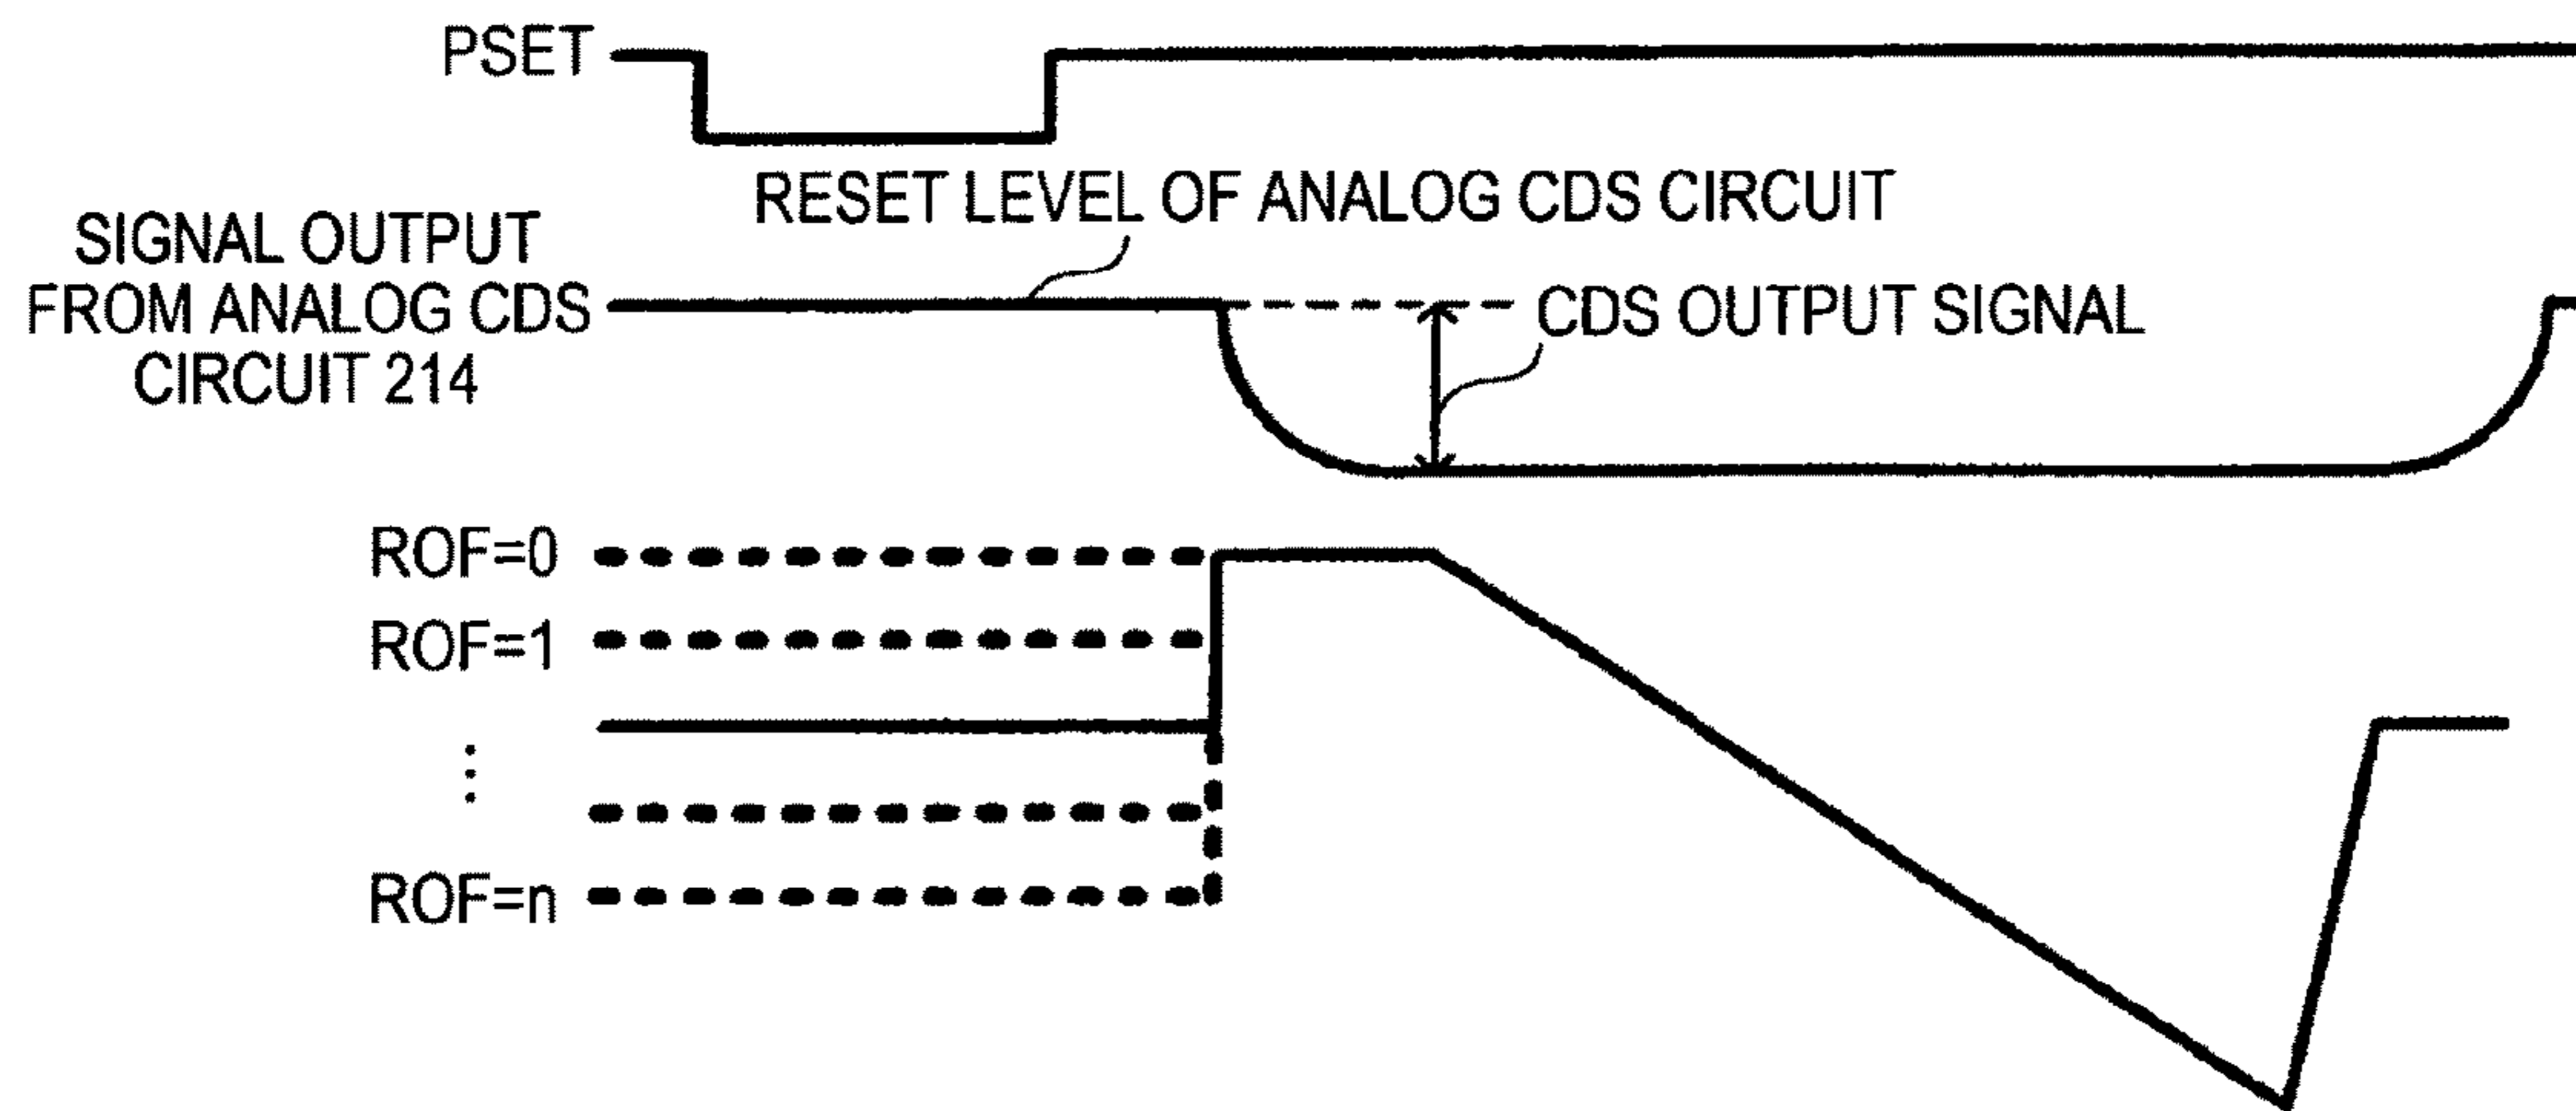 PSET
RESET LEVEL OF ANALOG CDS CIRCUIT
SIGNAL OUTPUT
FROM ANALOG CDS
CIRCUIT 214
CDS OUTPUT SIGNAL
ROF=0
ROF=1
⋮
ROF=n